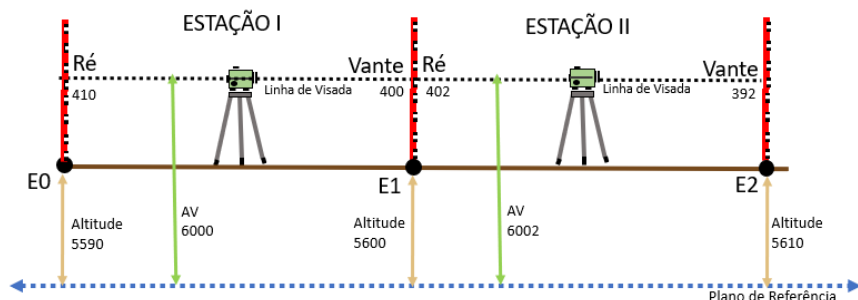 ESTAÇÃO I
ESTAÇÃO II
Ré
410
Linha de Visada
Vante
400
Ré
402
Linha de Visada
Vante
392
E0
E1
E2
Altitude
5590
AV
6000
Altitude
5600
AV
6002
Altitude
5610
Plano de Referência